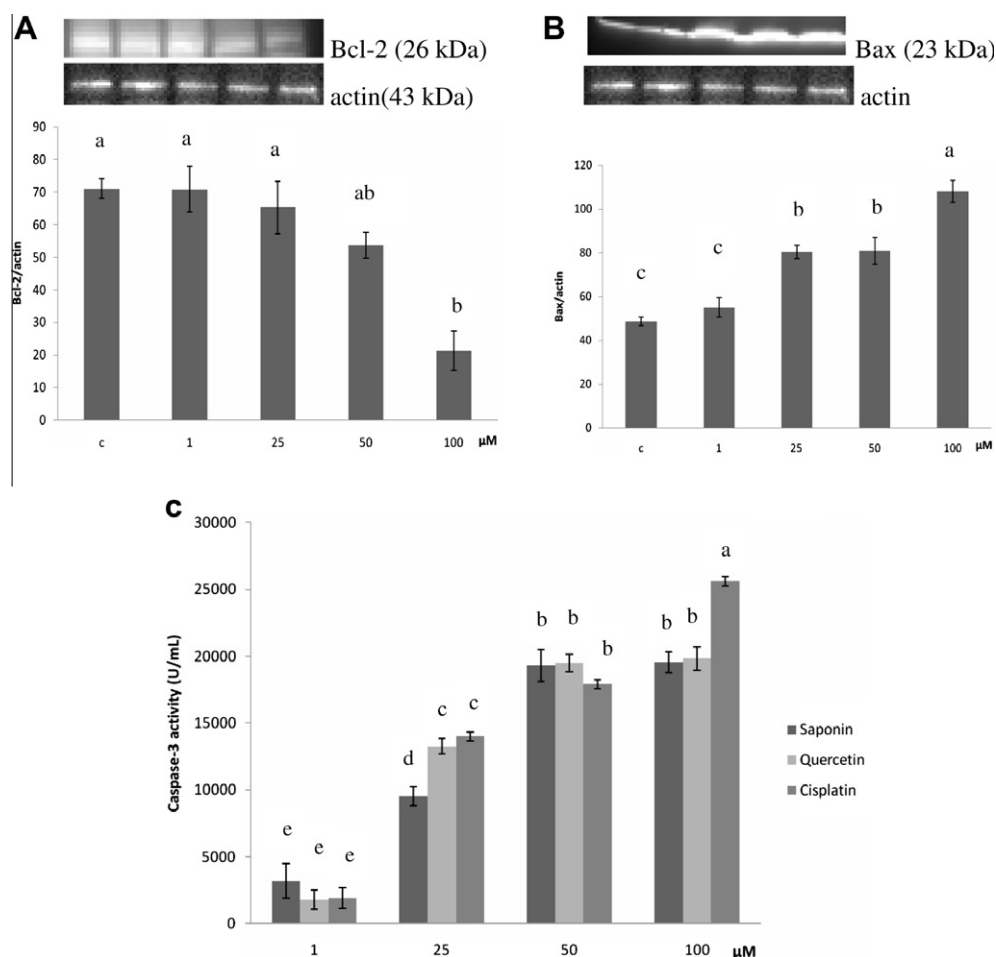 A
Bcl-2 (26 kDa)
actin(43 kDa)
90
80
70
60
50
40
30
20
10
0
Bcl-2/actin
a
a
a
ab
b
c 1 25 50 100 µM
B
Bax (23 kDa)
actin
120
100
80
60
40
20
0
Bax/actin
c
c
b
b
a
c 1 25 50 100 µM
C
30000
25000
20000
15000
10000
5000
0
Caspase-3 activity (U/mL)
e e e
d c c
b b b
b b a
1 25 50 100 µM
Saponin
Quercetin
Cisplatin